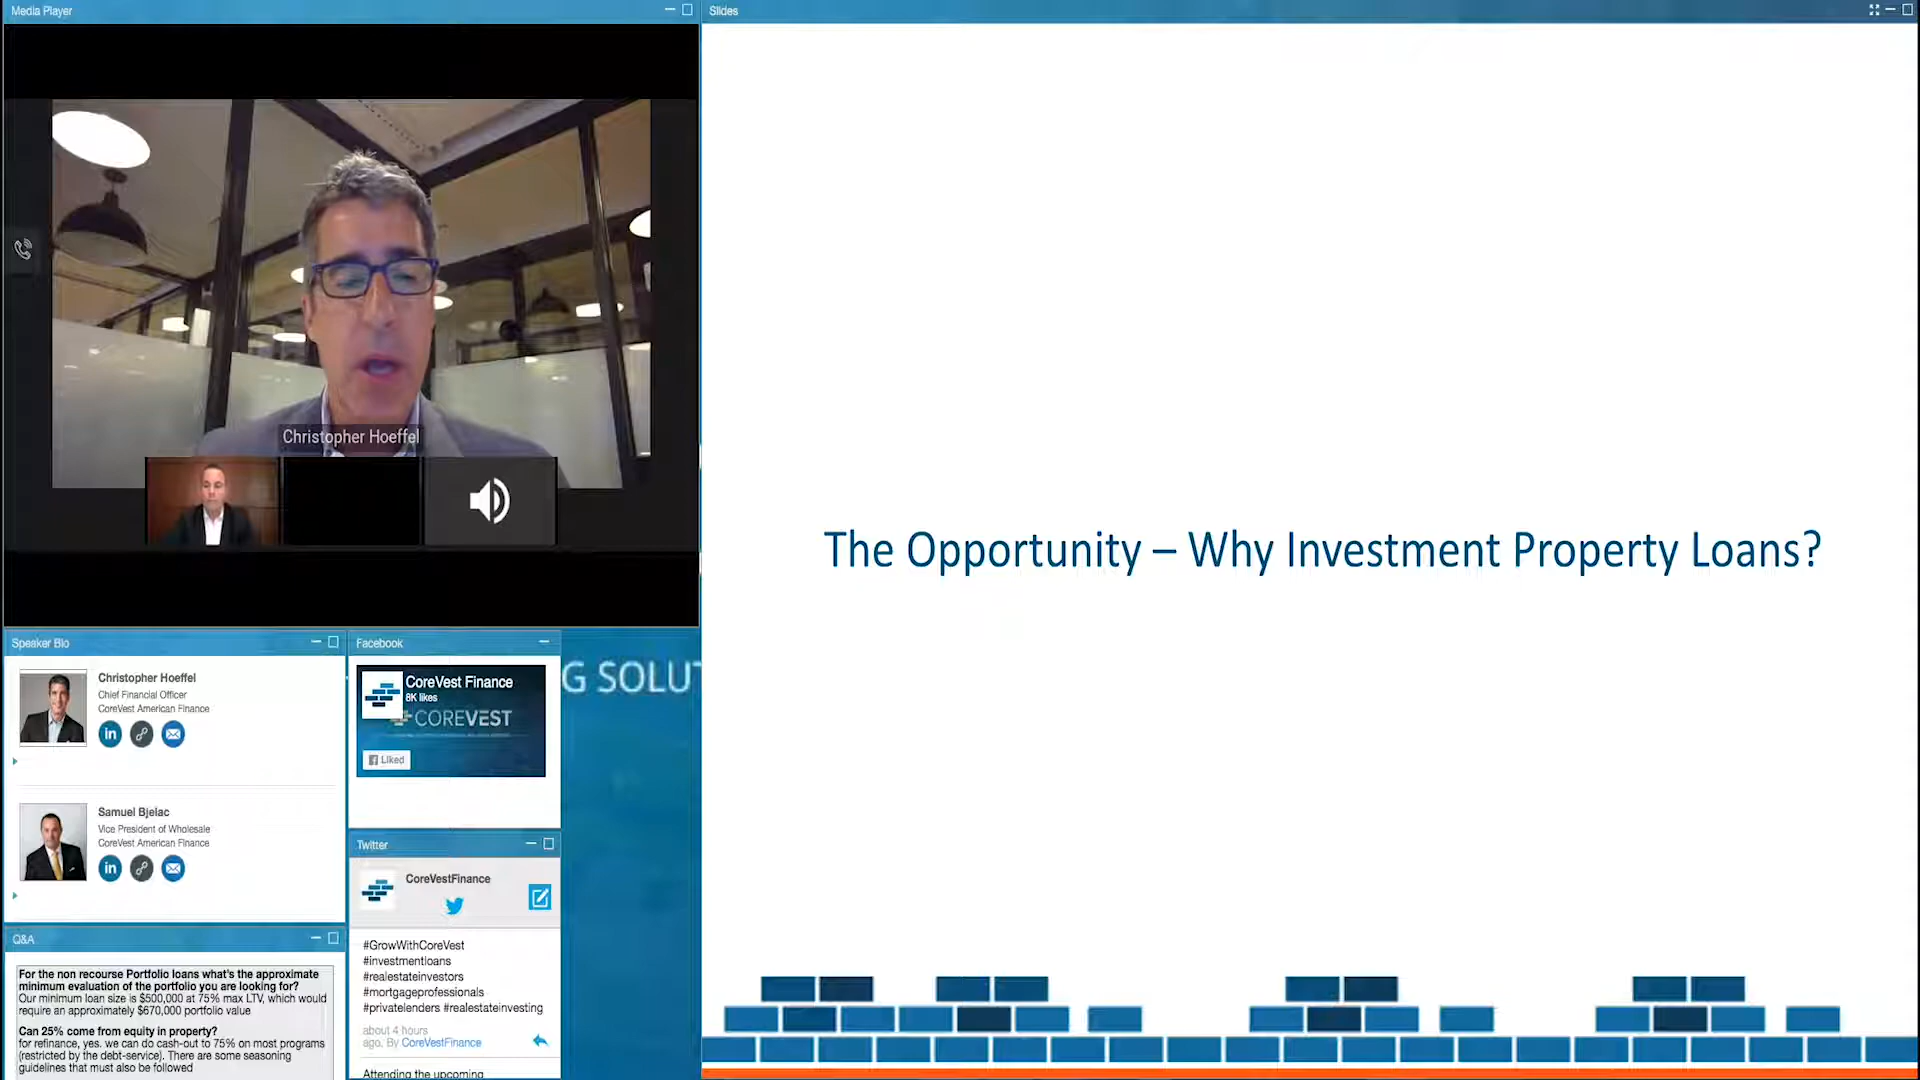 Media Player
Christopher Hoeffel
Slides
The Opportunity – Why Investment Property Loans?
Speaker Bio
Christopher Hoeffel
Chief Financial Officer
CoreVest American Finance
in
Samuel Bjelac
Vice President of Wholesale
CoreVest American Finance
in
Q&A
For the non recourse Portfolio loans what's the approximate
minimum evaluation of the portfolio you are looking for?
Our minimum loan size is $500,000 at 75% max LTV, which would
require an approximately $670,000 portfolio value
Can 25% come from equity in property?
for refinance, yes. we can do cash-out to 75% on most programs
(restricted by the debt-service). There are some seasoning
guidelines that must also be followed
Facebook
CoreVest Finance
8K likes
COREVEST
Liked
G SOLUT
Twitter
CoreVestFinance
#GrowWithCoreVest
#investmentloans
#realestateinvestors
#mortgageprofessionals
#privatelenders #realestateinvesting
about 4 hours
ago. By CoreVestFinance
Attending the upcoming